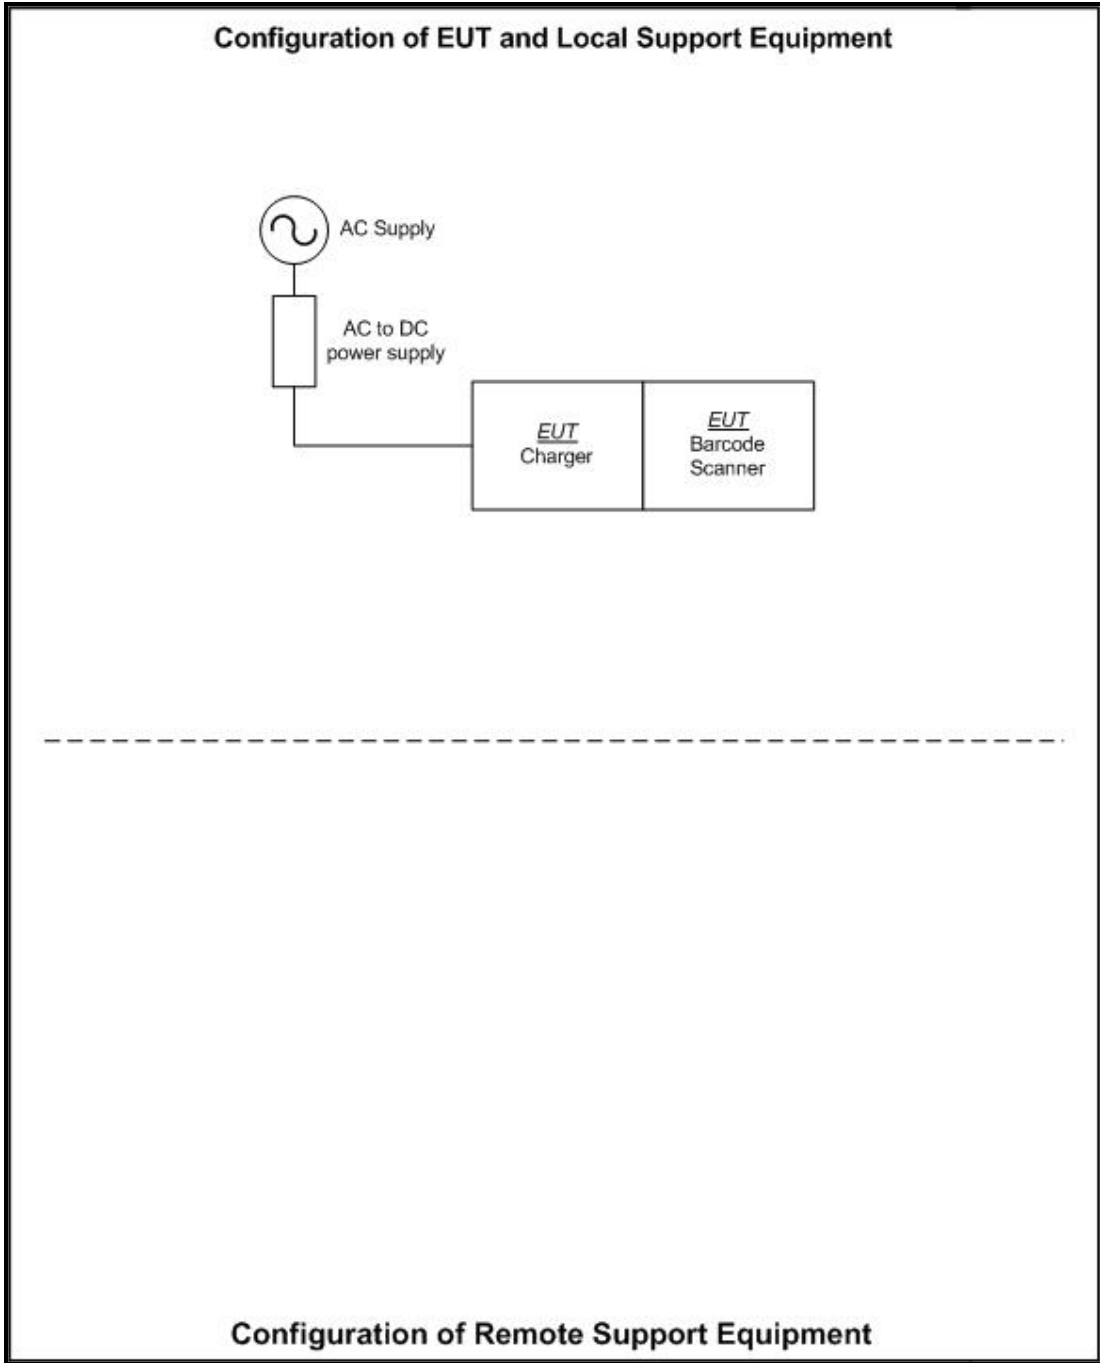 Configuration of EUT and Local Support Equipment
AC Supply
AC to DC
power supply
EUT
Charger
EUT
Barcode
Scanner
Configuration of Remote Support Equipment